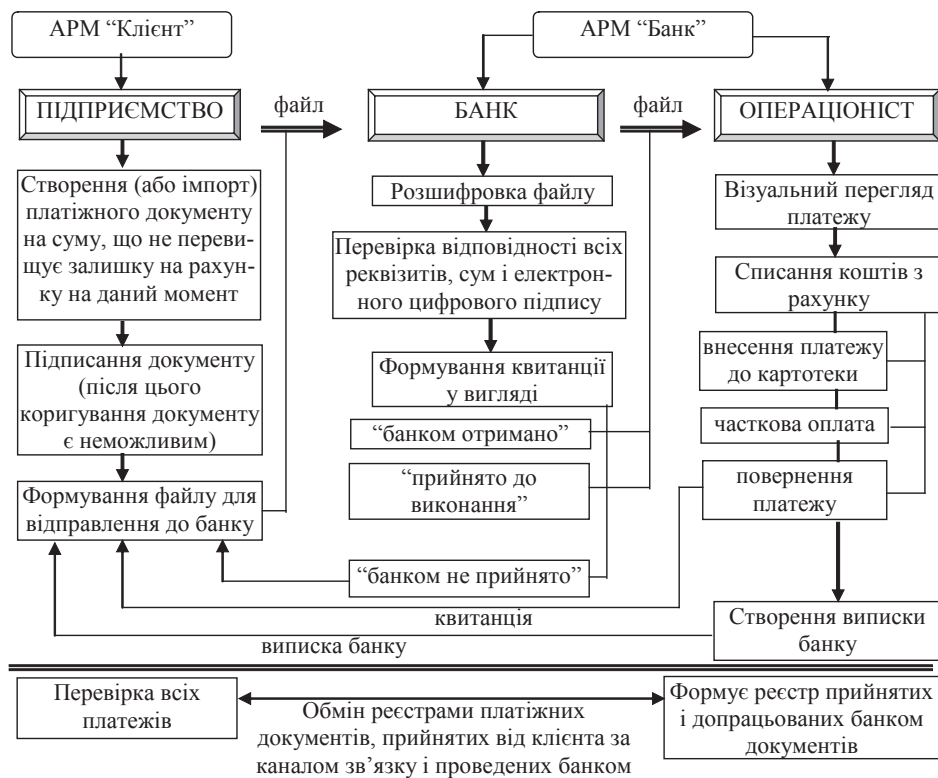 АРМ “Клієнт”
АРМ “Банк”
ПІДПРИЄМСТВО
файл
БАНК
файл
ОПЕРАЦІОНІСТ
Створення (або імпорт)
платіжного документу
на суму, що не переви-
щує залишку на рахун-
ку на даний момент
Підписання документу
(після цього
коригування документу
є неможливим)
Формування файлу для
відправлення до банку
Розшифровка файлу
Перевірка відповідності всіх
реквізитів, сум і електрон-
ного цифрового підпису
Формування квитанції
у вигляді
“банком отримано”
“прийнято до
виконання”
“банком не прийнято”
Візуальний перегляд
платежу
Списання коштів з
рахунку
внесення платежу
до картотеки
часткова оплата
повернення
платежу
Створення виписки
банку
квитанція
виписка банку
Перевірка всіх
платежів
Обмін реєстрами платіжних
документів, прийнятих від клієнта за
каналом зв’язку і проведених банком
Формує реєстр прийнятих
і допрацьованих банком
документів